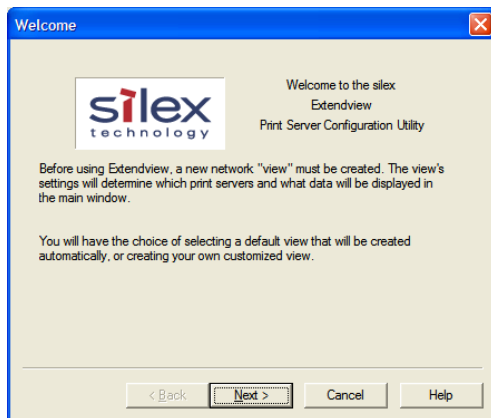 Welcome
silex
technology
Welcome to the silex
Extendview
Print Server Configuration Utility
Before using Extendview, a new network "view" must be created. The view's
settings will determine which print servers and what data will be displayed in
the main window.
You will have the choice of selecting a default view that will be created
automatically, or creating your own customized view.
< Back
Next >
Cancel
Help